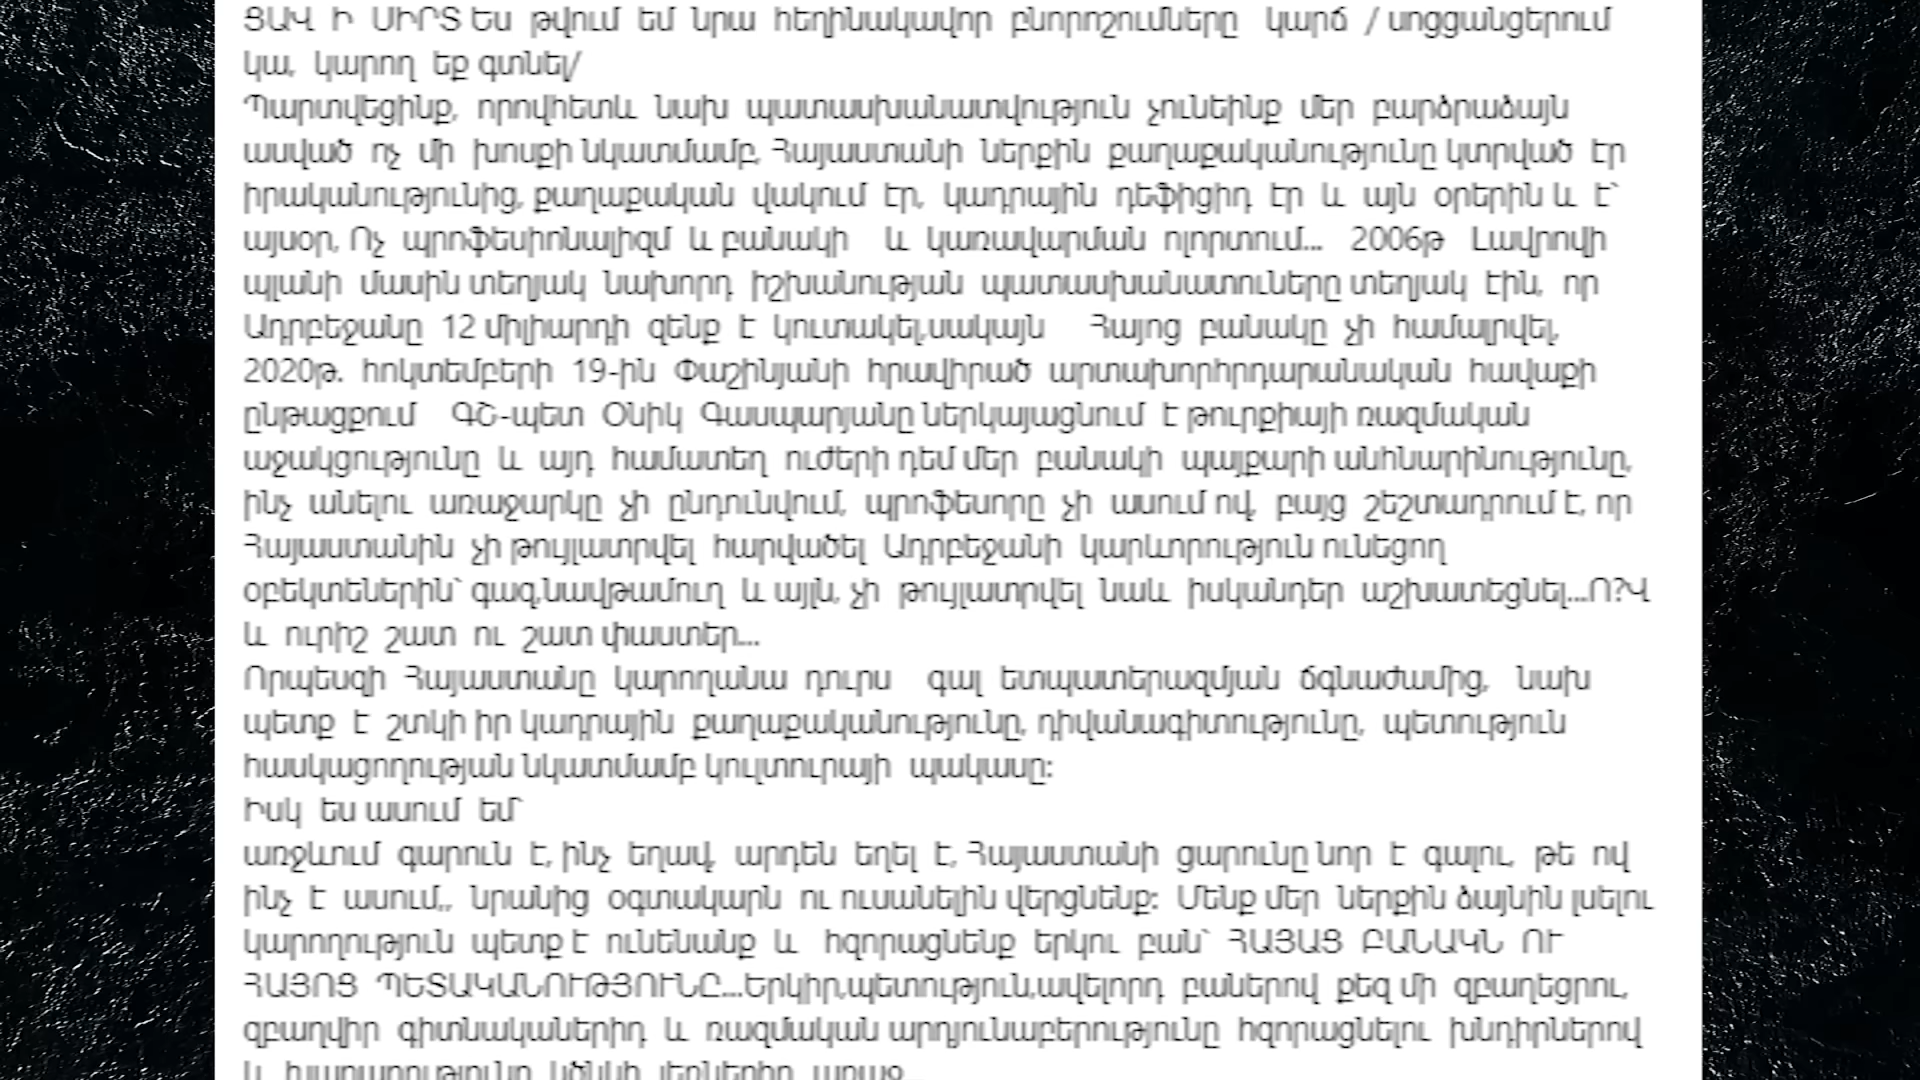 ՑԱՎ Ի ՍԻՐՏ Ես թվում եմ նրա հեղինակավոր բնորոշումները կարճ /սոցցանցերում
կա, կարող եք գտնել/
Պարտվեցինք, որովհետև նախ պատասխանատվություն չունեինք մեր բարձրաձայն
ասված ոչ մի խոսքի նկատմամբ, Հայաստանի ներքին քաղաքականությունը կտրված էր
իրականությունից, քաղաքական վակում էր, կադրային դեֆիցիդ էր և այն օրերին և է՝
այսօր, Ոչ պրոֆեսիոնալիզմ և բանակի և կառավարման ոլորտում... 2006թ Լավրովի
պլանի մասին տեղյակ նախորդ իշխանության պատասխանատուները տեղյակ էին, որ
Ադրբեջանը 12 միլիարդի զենք է կուտակել,սակայն Հայոց բանակը չի համալրվել,
2020թ. հոկտեմբերի 19-ին Փաշինյանի հրավիրած արտախորհրդարանական հավաքի
ընթացքում ԳՇ-պետ Օնիկ Գասպարյանը ներկայացնում է թուրքիայի ռազմական
աջակցությունը և այդ համատեղ ուժերի դեմ մեր բանակի պայքարի անհնարինությունը,
ինչ անելու առաջարկը չի ընդունվում, պրոֆեսորը չի ասում ով, բայց շեշտադրում է, որ
Հայաստանին չի թույլատրվել հարվածել Ադրբեջանի կարևորություն ունեցող
օբեկտեներին՝ գազ,նավթամուղ և այլն, չի թույլատրվել նաև իսկանդեր աշխատեցնել...Ո?Վ
և ուրիշ շատ ու շատ փաստեր...
Որպեսզի Հայաստանը կարողանա դուրս գալ ետպատերազմյան ճգնաժամից, նախ
պետք է շտկի իր կադրային քաղաքականությունը, դիվանագիտությունը, պետություն
հասկացողության նկատմամբ կուլտուրայի պակասը:
Իսկ ես ասում եմ՝
առջևում գարուն է, ինչ եղավ, արդեն եղել է, Հայաստանի ցարունը նոր է գալու, թե ով
ինչ է ասում,, նրանից օգտակարն ու ուսանելին վերցնենք: Մենք մեր ներքին ձայնին լսելու
կարողություն պետք է ունենանք և հզորացնենք երկու բան՝ ՀԱՅԱՑ ԲԱՆԱԿՆ ՈՒ
ՀԱՅՈՑ ՊԵՏԱԿԱՆՈՒԹՅՈՒՆԸ...Երկիր,պետություն,ավելորդ բաներով քեզ մի զբաղեցրու,
զբաղվիր գիտնականերիդ և ռազմական արդյունաբերությունը հզորացնելու խնդիրներով
և